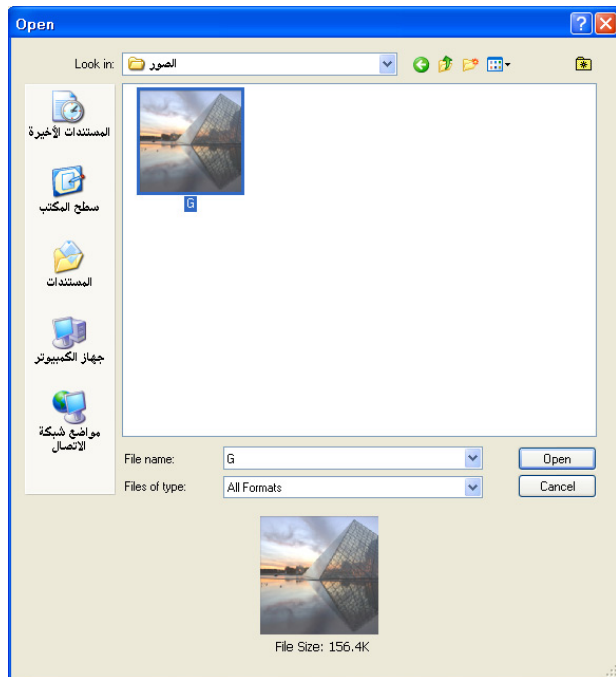 Open
Look in:
الصور
المستندات الأخيرة
سطح المكتب
المستندات
جهاز الكمبيوتر
مواضع شبكة
الاتصال
G
File name:
G
Open
Files of type:
All Formats
Cancel
File Size: 156.4K